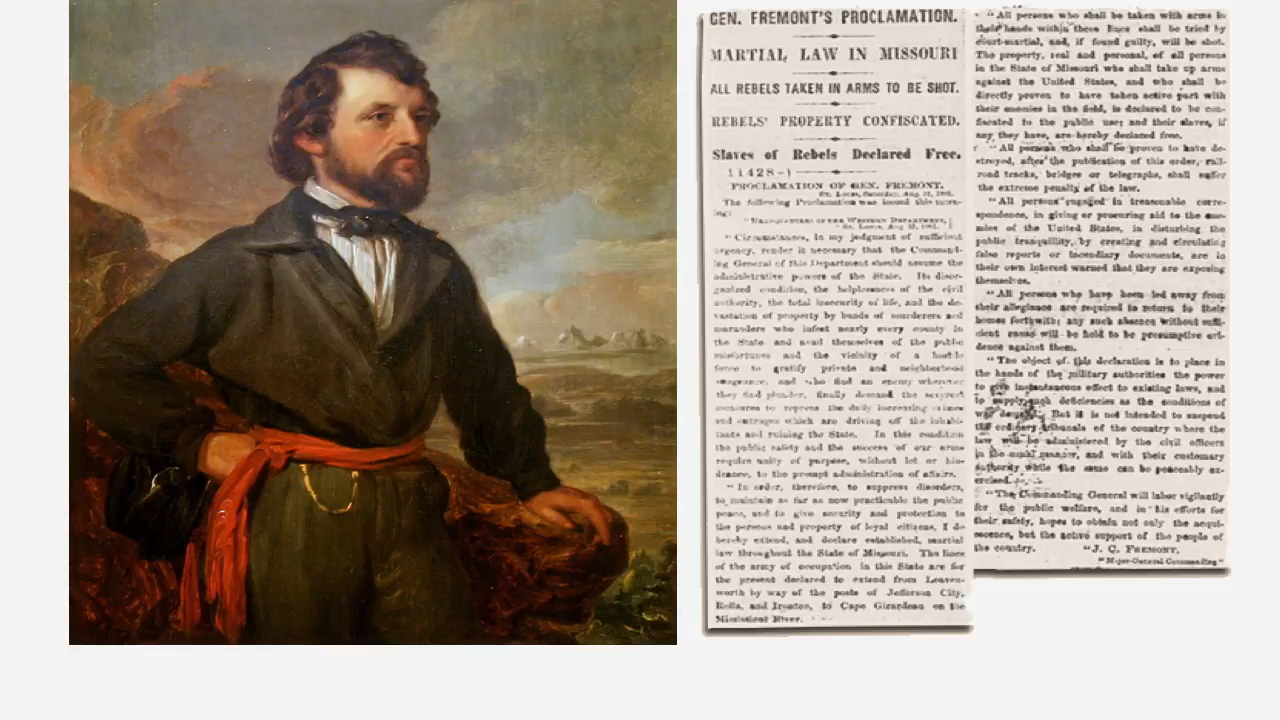 GEN. FREMONT'S PROCLAMATION.
MARTIAL LAW IN MISSOURI
ALL REBELS TAKEN IN ARMS TO BE SHOT.
REBELS' PROPERTY CONFISCATED.
Slaves of Rebels Declared Free.
PROCLAMATION OF GEN. FREMONT.
St. Louis, Saturday, Aug. 31, 1861.
The following Proclamation was issued this morn-
ing:
"HEADQUARTERS OF THE WESTERN DEPARTMENT,
"St. Louis, Aug. 31, 1861.
"Circumstances, in my judgment of sufficient
urgency, render it necessary that the Command-
ing General of this Department should assume the
administrative powers of the State. Its disor-
ganized condition, the helplessness of the civil
authority, the total insecurity of life, and the de-
vastation of property by bands of murderers and
marauders who infest nearly every county in
the State and avail themselves of the public
misfortunes and the vicinity of a hostile
force to gratify private and neighborhood
vengeance, and who find an enemy wherever
they find plunder, finally demand the severest
measures to repress the daily increasing crimes
and outrages which are driving off the inhabi-
tants and ruining the State. In this condition
the public safety and the success of our arms
require unity of purpose, without let or hin-
drance, to the prompt administration of affairs.
"In order, therefore, to suppress disorders,
to maintain as far as now practicable the public
peace, and to give security and protection to
the persons and property of loyal citizens, I do
hereby extend, and declare established, martial
law throughout the State of Missouri. The lines
of the army of occupation in this State are for
the present declared to extend from Leaven-
worth by way of the posts of Jefferson City,
Rolla, and Ironton, to Cape Girardeau on the
Mississippi River.
"All persons who shall be taken with arms in
their hands within these lines shall be tried by
court-martial, and, if found guilty, will be shot.
The property, real and personal, of all persons
in the State of Missouri who shall take up arms
against the United States, and who shall be
directly proven to have taken active part with
their enemies in the field, is declared to be con-
fiscated to the public use; and their slaves, if
any they have, are hereby declared free.
"All persons who shall be proven to have de-
stroyed, after the publication of this order, rail-
road tracks, bridges or telegraphs, shall suffer
the extreme penalty of the law.
"All persons engaged in treasonable corre-
spondence, in giving or procuring aid to the ene-
mies of the United States, in disturbing the
public tranquillity, by creating and circulating
false reports or incendiary documents, are in
their own interest warned that they are exposing
themselves.
"All persons who have been led away from
their allegiance are required to return to their
homes forthwith; any such absence without suffi-
cient cause will be held to be presumptive evi-
dence against them.
"The object of this declaration is to place in
the hands of the military authorities the power
to give instantaneous effect to existing laws, and
to supply such deficiencies as the conditions of
war demand. But it is not intended to suspend
the ordinary tribunals of the country where the
law will be administered by the civil officers
in the usual manner, and with their customary
authority while the same can be peaceably ex-
ercised.
"The Commanding General will labor vigilantly
for the public welfare, and in his efforts for
their safety, hopes to obtain not only the acqui-
escence, but the active support of the people of
the country. "J. C. FREMONT,
"Major-General Commanding."